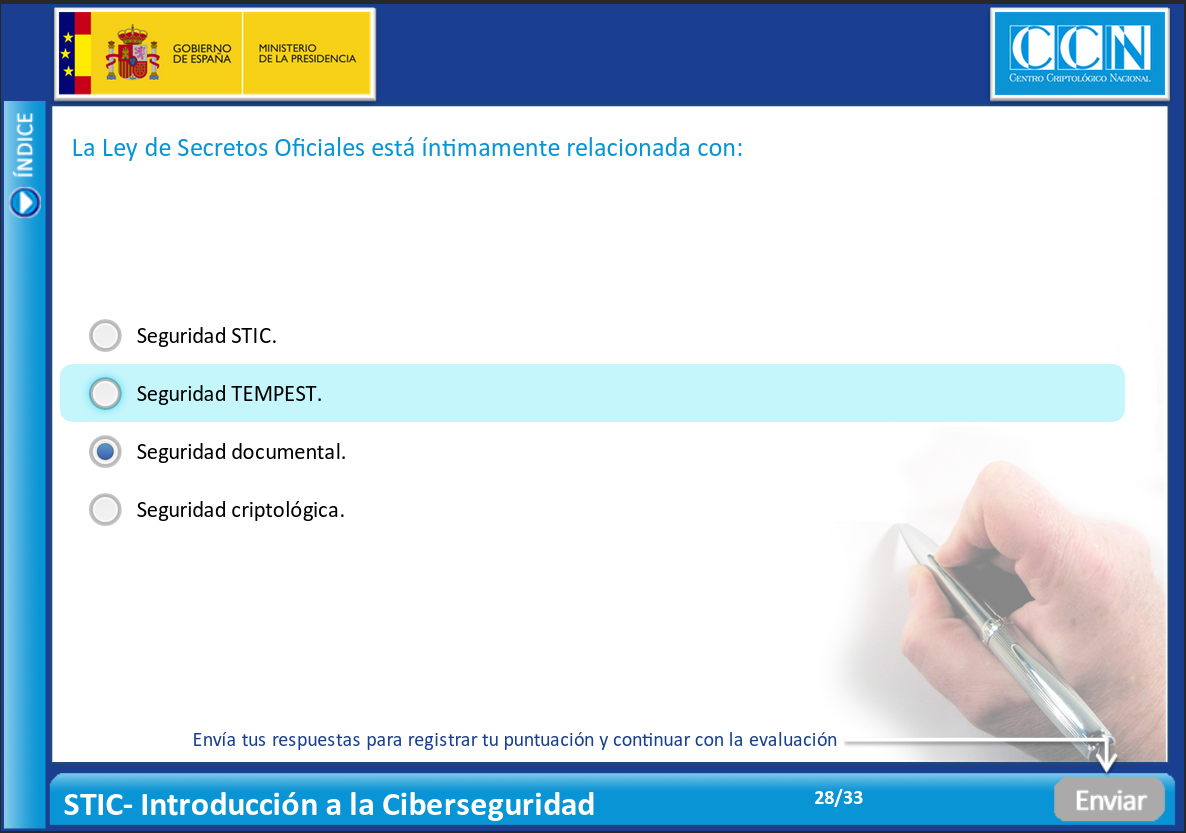 GOBIERNO
DE ESPAÑA
MINISTERIO
DE LA PRESIDENCIA
CCN
CENTRO CRIPTOLÓGICO NACIONAL
ÍNDICE
La Ley de Secretos Oficiales está íntimamente relacionada con:
Seguridad STIC.
Seguridad TEMPEST.
Seguridad documental.
Seguridad criptológica.
Envía tus respuestas para registrar tu puntuación y continuar con la evaluación
STIC- Introducción a la Ciberseguridad
28/33
Enviar